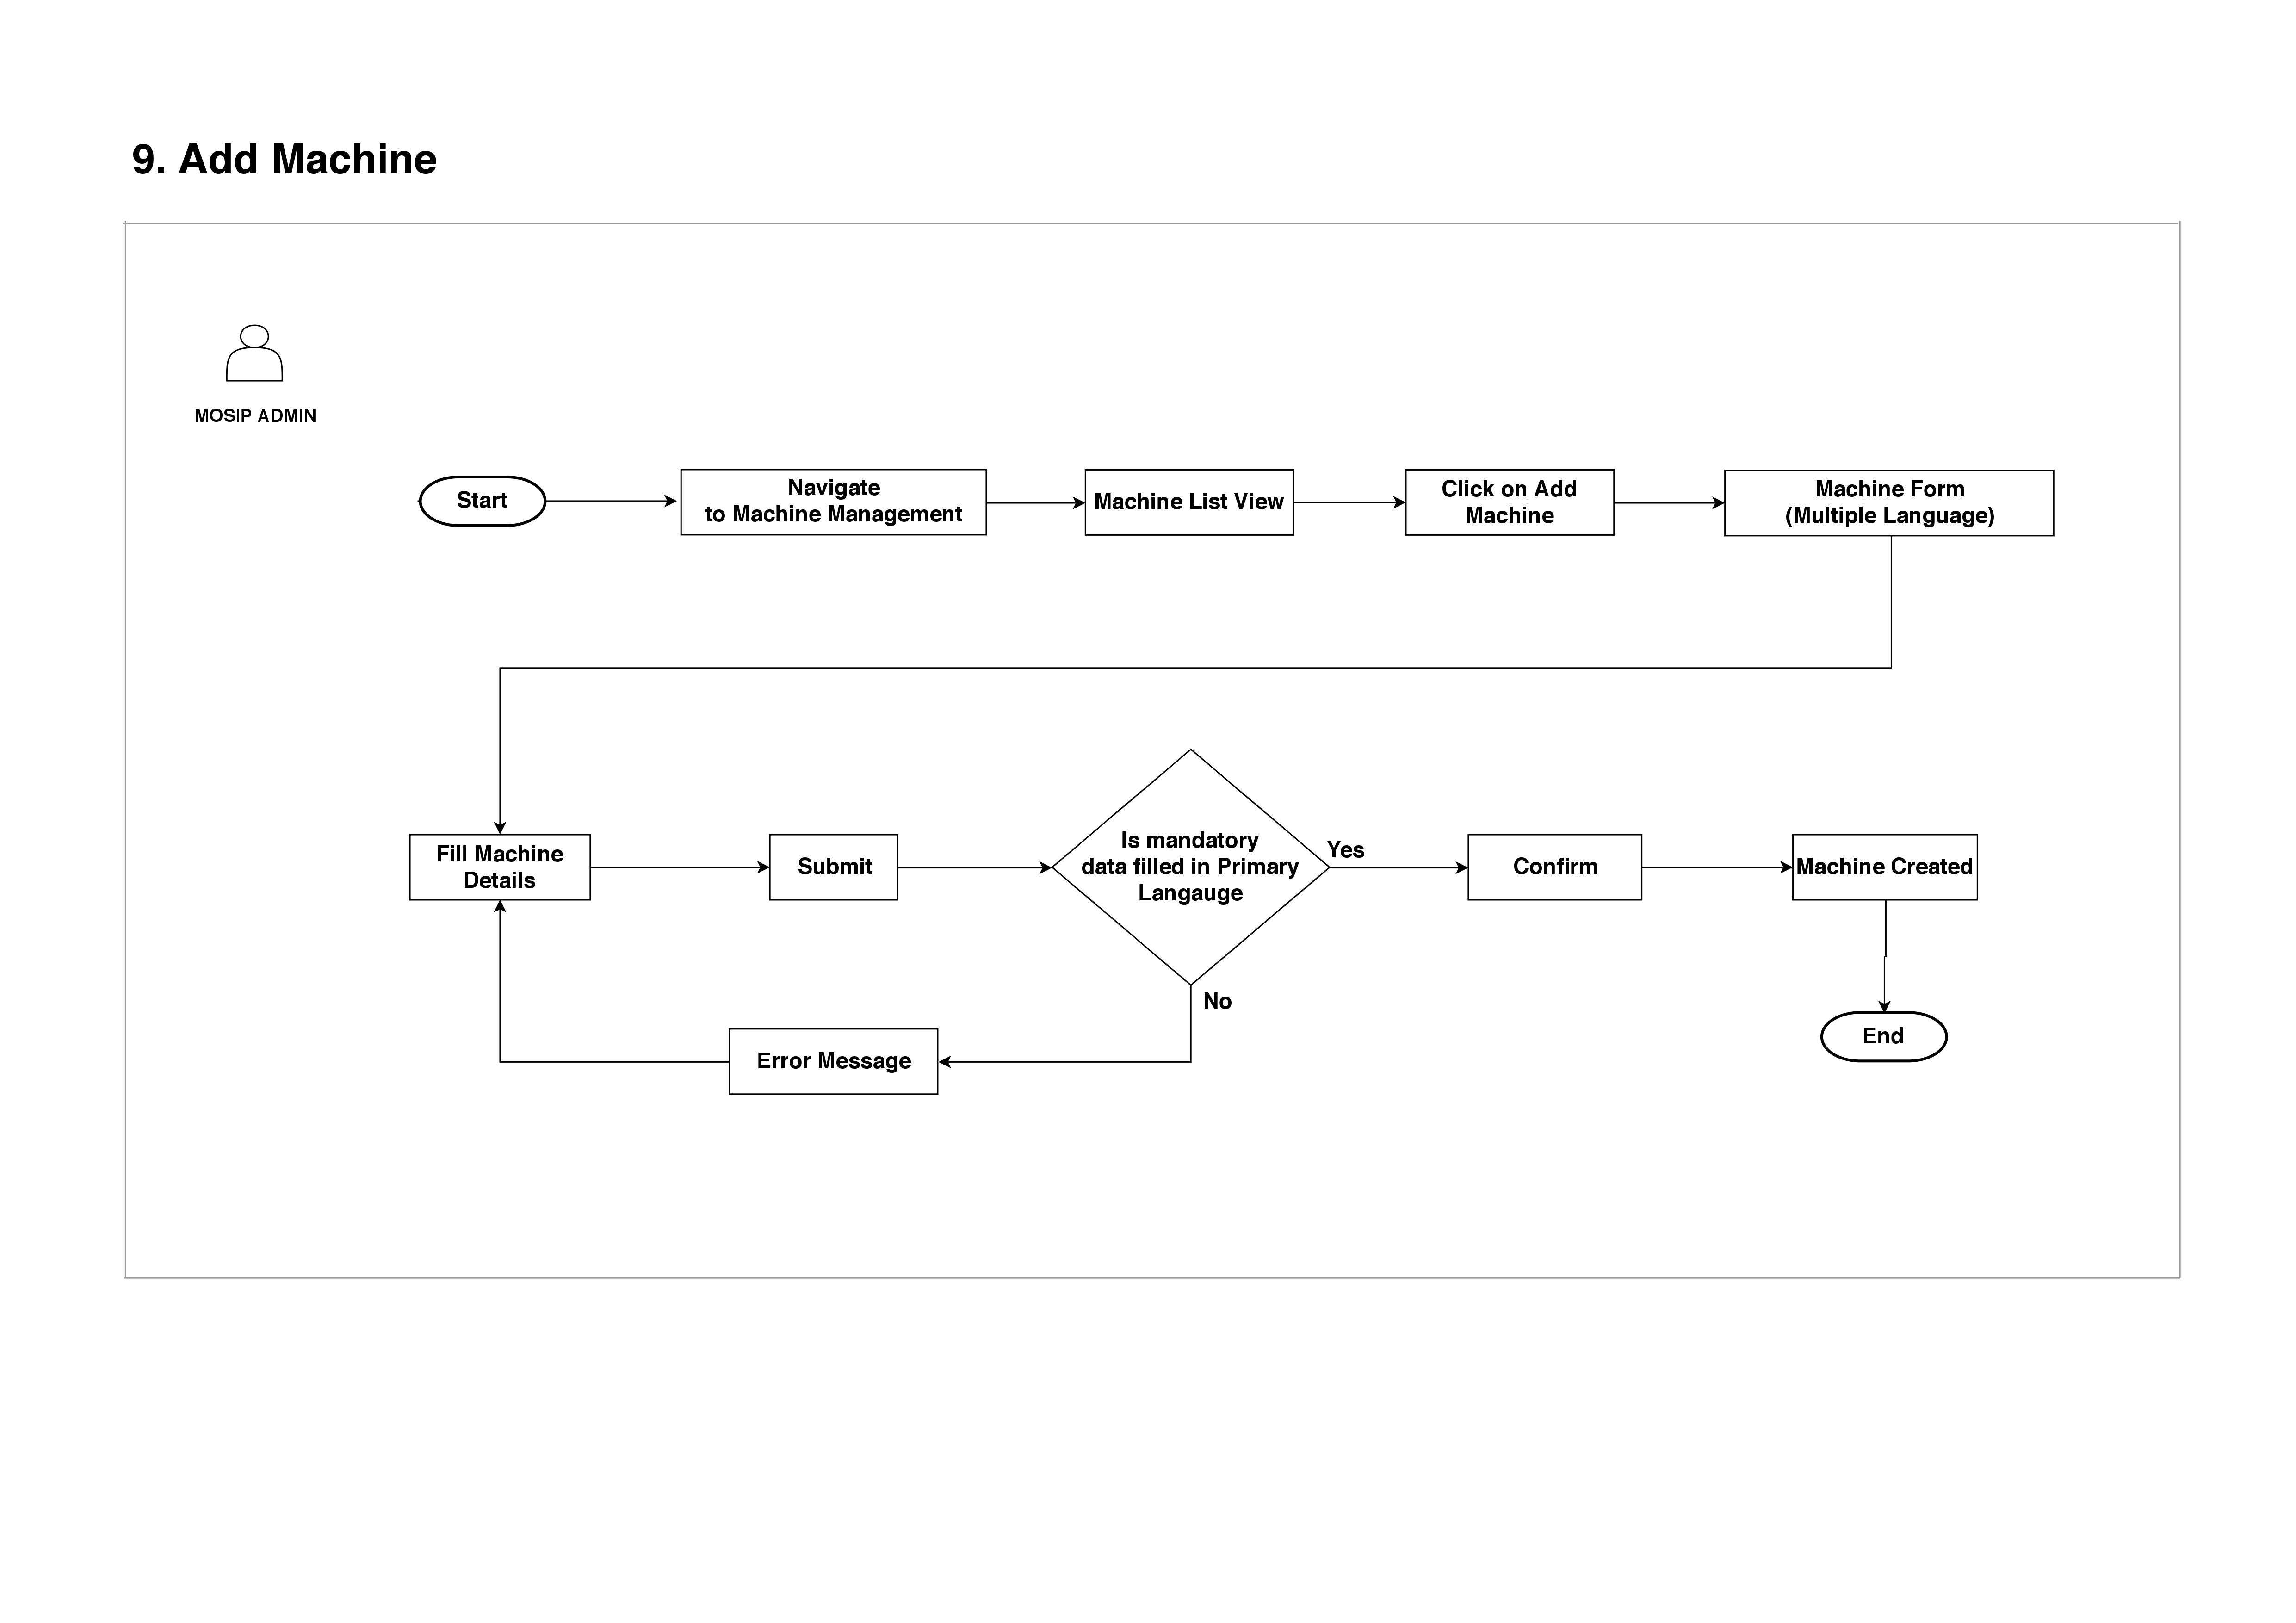 9. Add Machine
MOSIP ADMIN
Start
Navigate
to Machine Management
Machine List View
Click on Add
Machine
Machine Form
(Multiple Language)
Fill Machine
Details
Submit
Is mandatory
data filled in Primary
Langauge
Yes
Confirm
Machine Created
No
Error Message
End